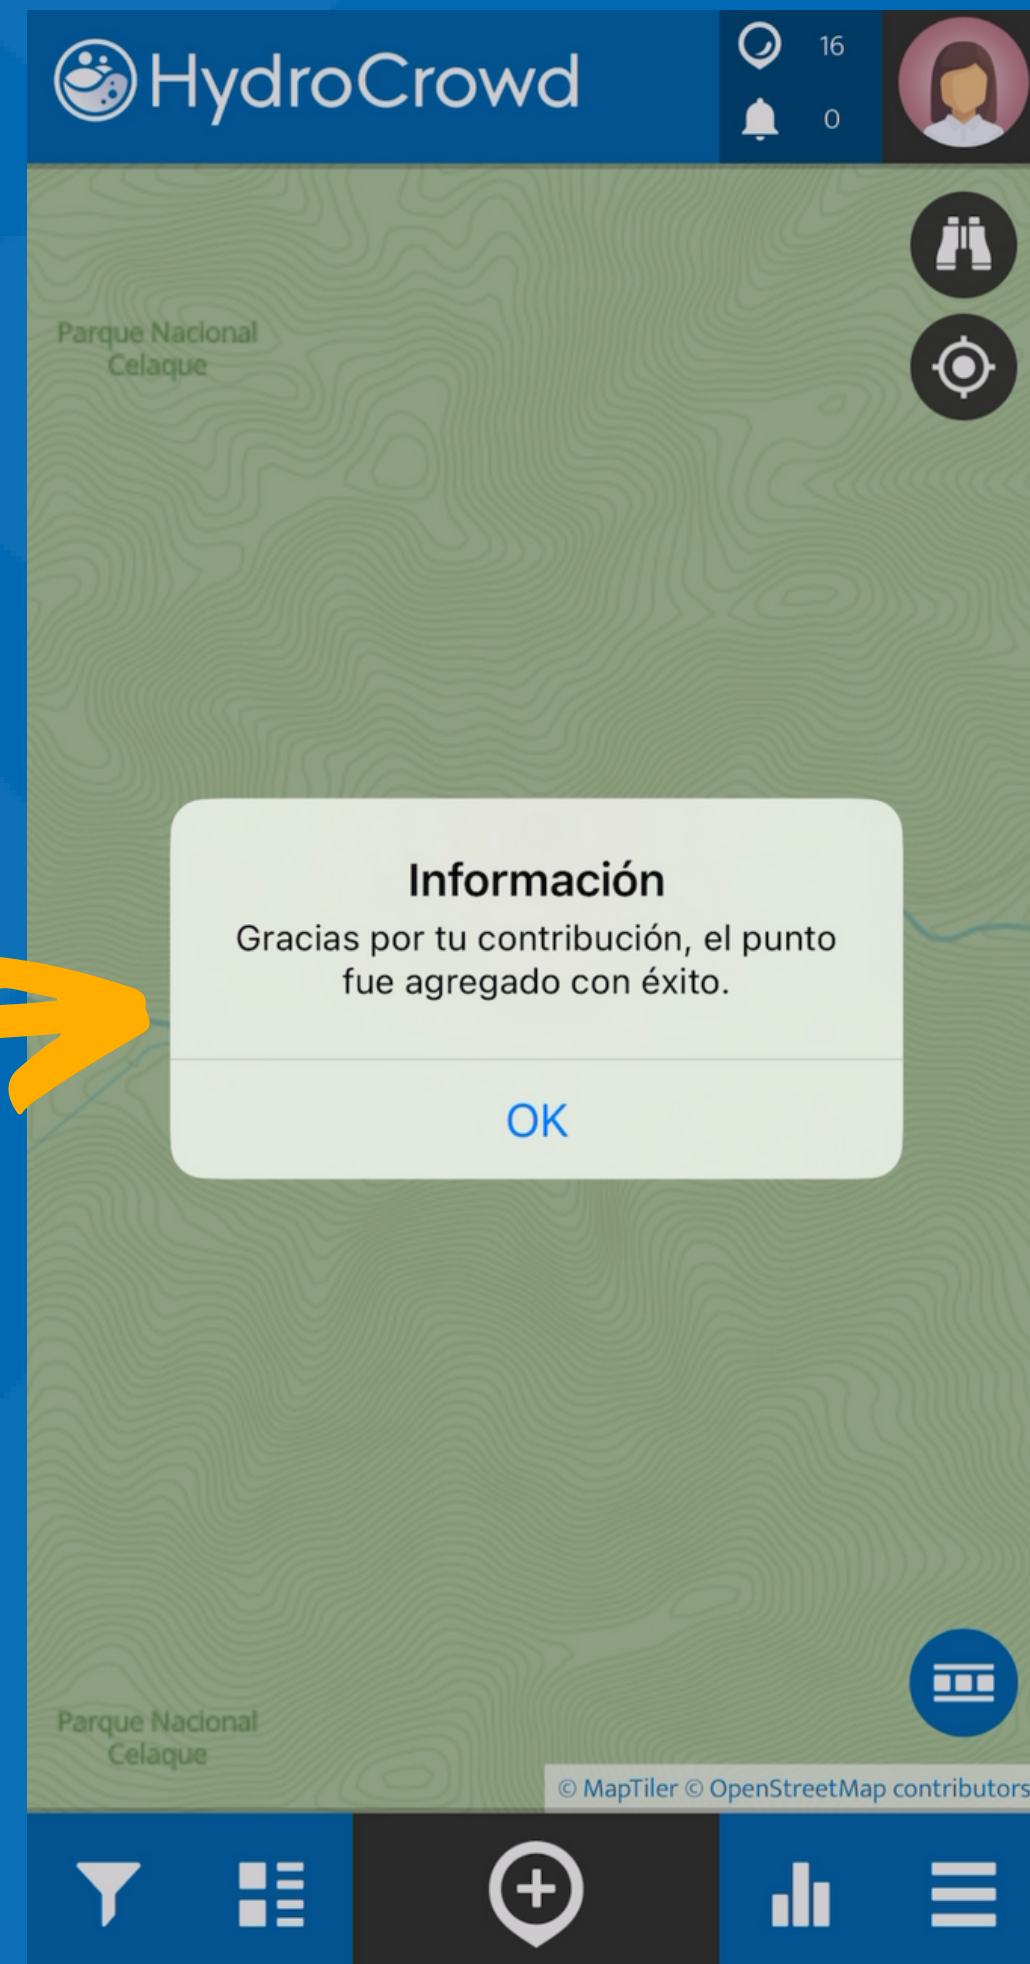 HydroCrowd
16
0
Parque Nacional
Celaque
Información
Gracias por tu contribución, el punto
fue agregado con éxito.
OK
Parque Nacional
Celaque
© MapTiler © OpenStreetMap contributors